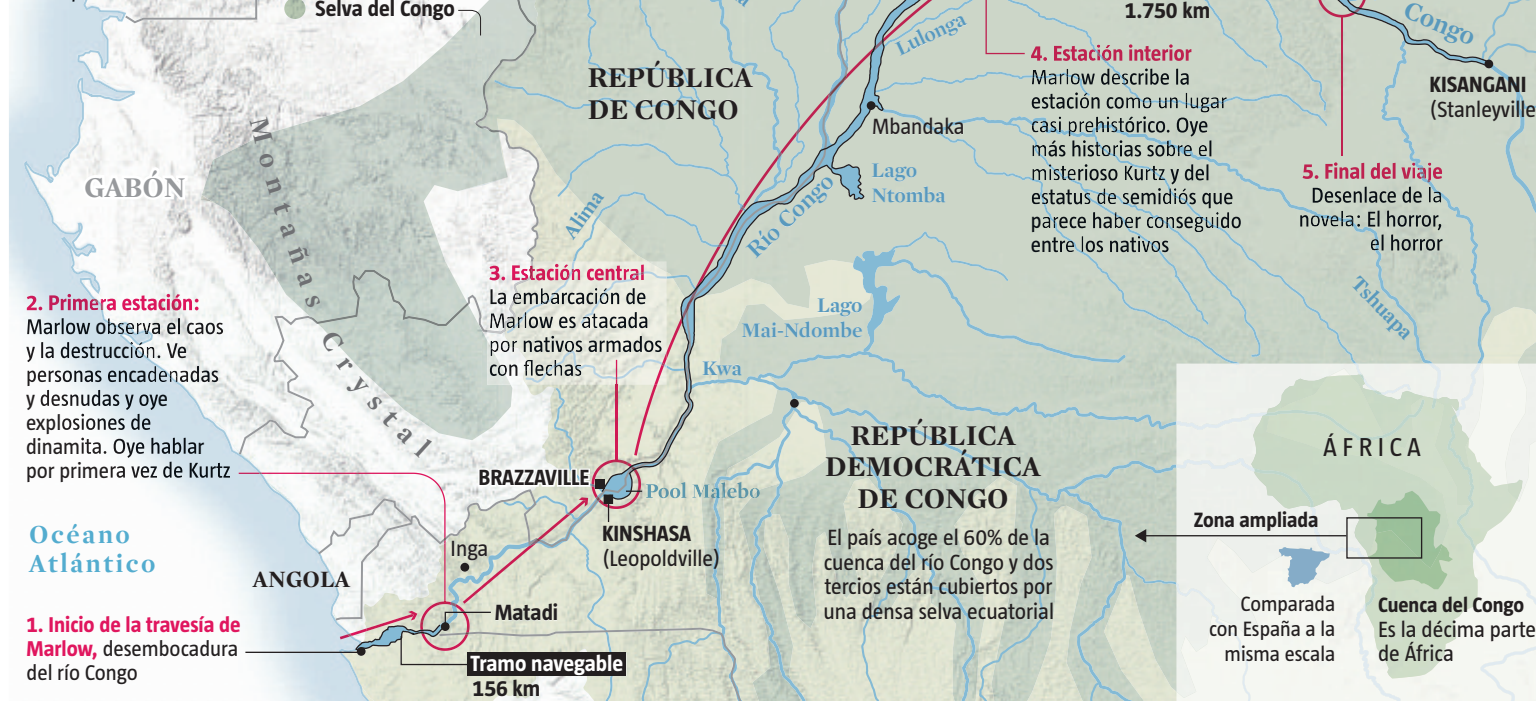 Selva del Congo
1.750 km
Congo
Lulonga
REPÚBLICA
DE CONGO
4. Estación interior
Marlow describe la
estación como un lugar
casi prehistórico. Oye
más historias sobre el
misterioso Kurtz y del
estatus de semidiós que
parece haber conseguido
entre los nativos
KISANGANI
(Stanleyville
Mbandaka
Montañas Crystal
GABÓN
Lago
Ntomba
5. Final del viaje
Desenlace de la
novela: El horror,
el horror
Alima
Río Congo
3. Estación central
La embarcación de
Marlow es atacada
por nativos armados
con flechas
2. Primera estación:
Marlow observa el caos
y la destrucción. Ve
personas encadenadas
y desnudas y oye
explosiones de
dinamita. Oye hablar
por primera vez de Kurtz
Lago
Mai-Ndombe
Tshuapa
Kwa
REPÚBLICA
DEMOCRÁTICA
DE CONGO
El país acoge el 60% de la
cuenca del río Congo y dos
tercios están cubiertos por
una densa selva ecuatorial
ÁFRICA
BRAZZAVILLE
Pool Malebo
KINSHASA
(Leopoldville)
Zona ampliada
Océano
Atlántico
Inga
ANGOLA
Matadi
1. Inicio de la travesía de
Marlow, desembocadura
del río Congo
Tramo navegable
156 km
Comparada
con España a la
misma escala
Cuenca del Congo
Es la décima parte
de África